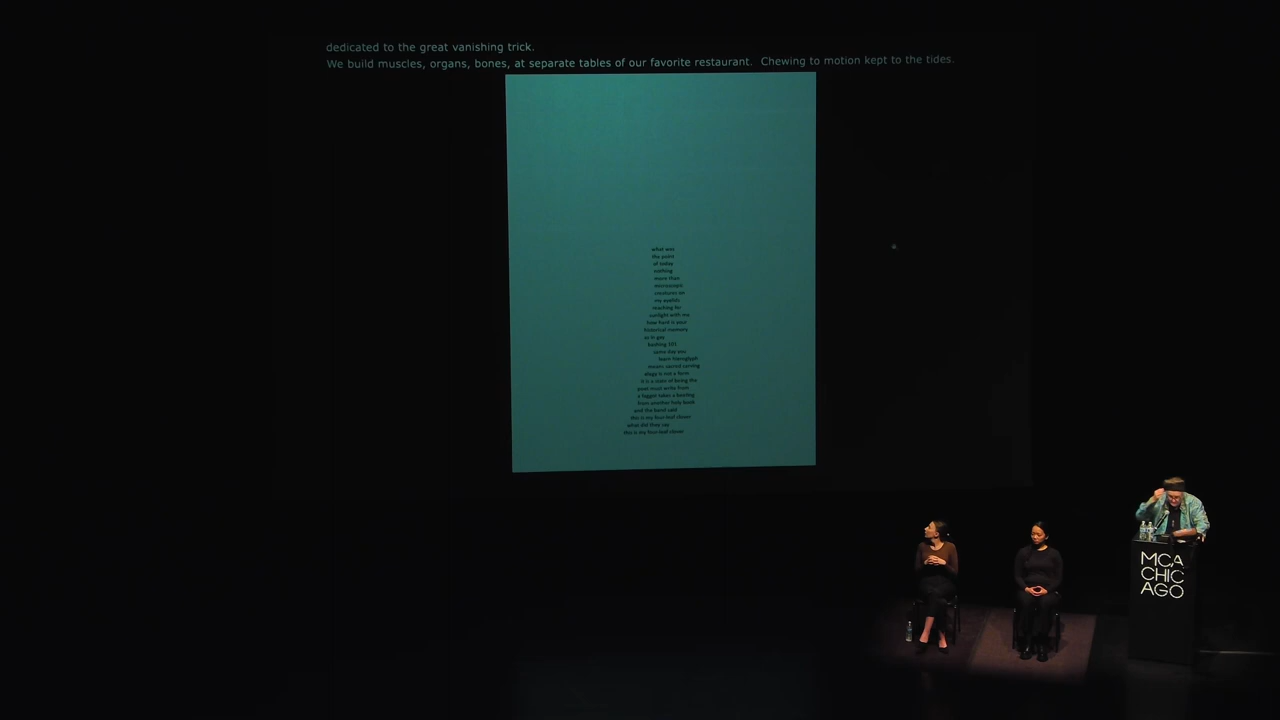 dedicated to the great vanishing trick.
We build muscles, organs, bones, at separate tables of our favorite restaurant. Chewing to motion kept to the tides.
what was
the point
of today
nothing
more than
microscopic
creatures on
my eyelids
reaching for
sunlight with me
how hard is your
historical memory
as in gay
bashing 101
some day you
learn hieroglyph
means sacred carving
elegy is not a form
it is a state of being the
poet must write from
a faggot takes a beating
from another holy book
and the band said
this is my four-leaf clover
what did they say
this is my four-leaf clover
MCA
CHIC
AGO